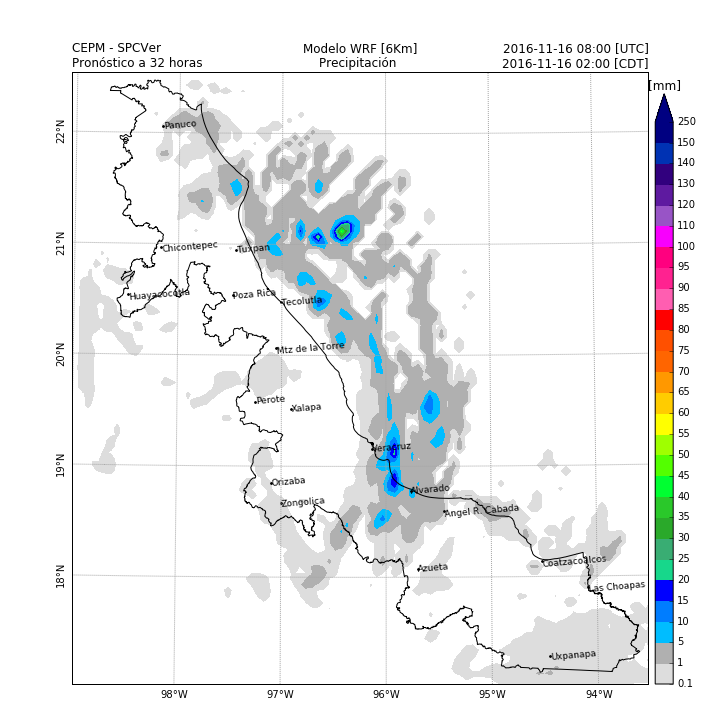 CEPM - SPCVer Modelo WRF [6Km] 2016-11-16 08:00 [UTC]
Pronóstico a 32 horas Precipitación 2016-11-16 02:00 [CDT]
[mm]
250
150
140
130
120
110
100
95
90
85
80
75
70
65
60
55
50
45
40
35
30
25
20
15
10
5
1
0.1
22°N
21°N
20°N
19°N
18°N
Panuco
Chicontepec
Tuxpan
Huayacocotla
Poza Rica
Tecolutla
Mtz de la Torre
Perote
Xalapa
Veracruz
Orizaba
Alvarado
Zongolica
Angel R. Cabada
Azueta
Coatzacoalcos
Las Choapas
Uxpanapa
98°W 97°W 96°W 95°W 94°W